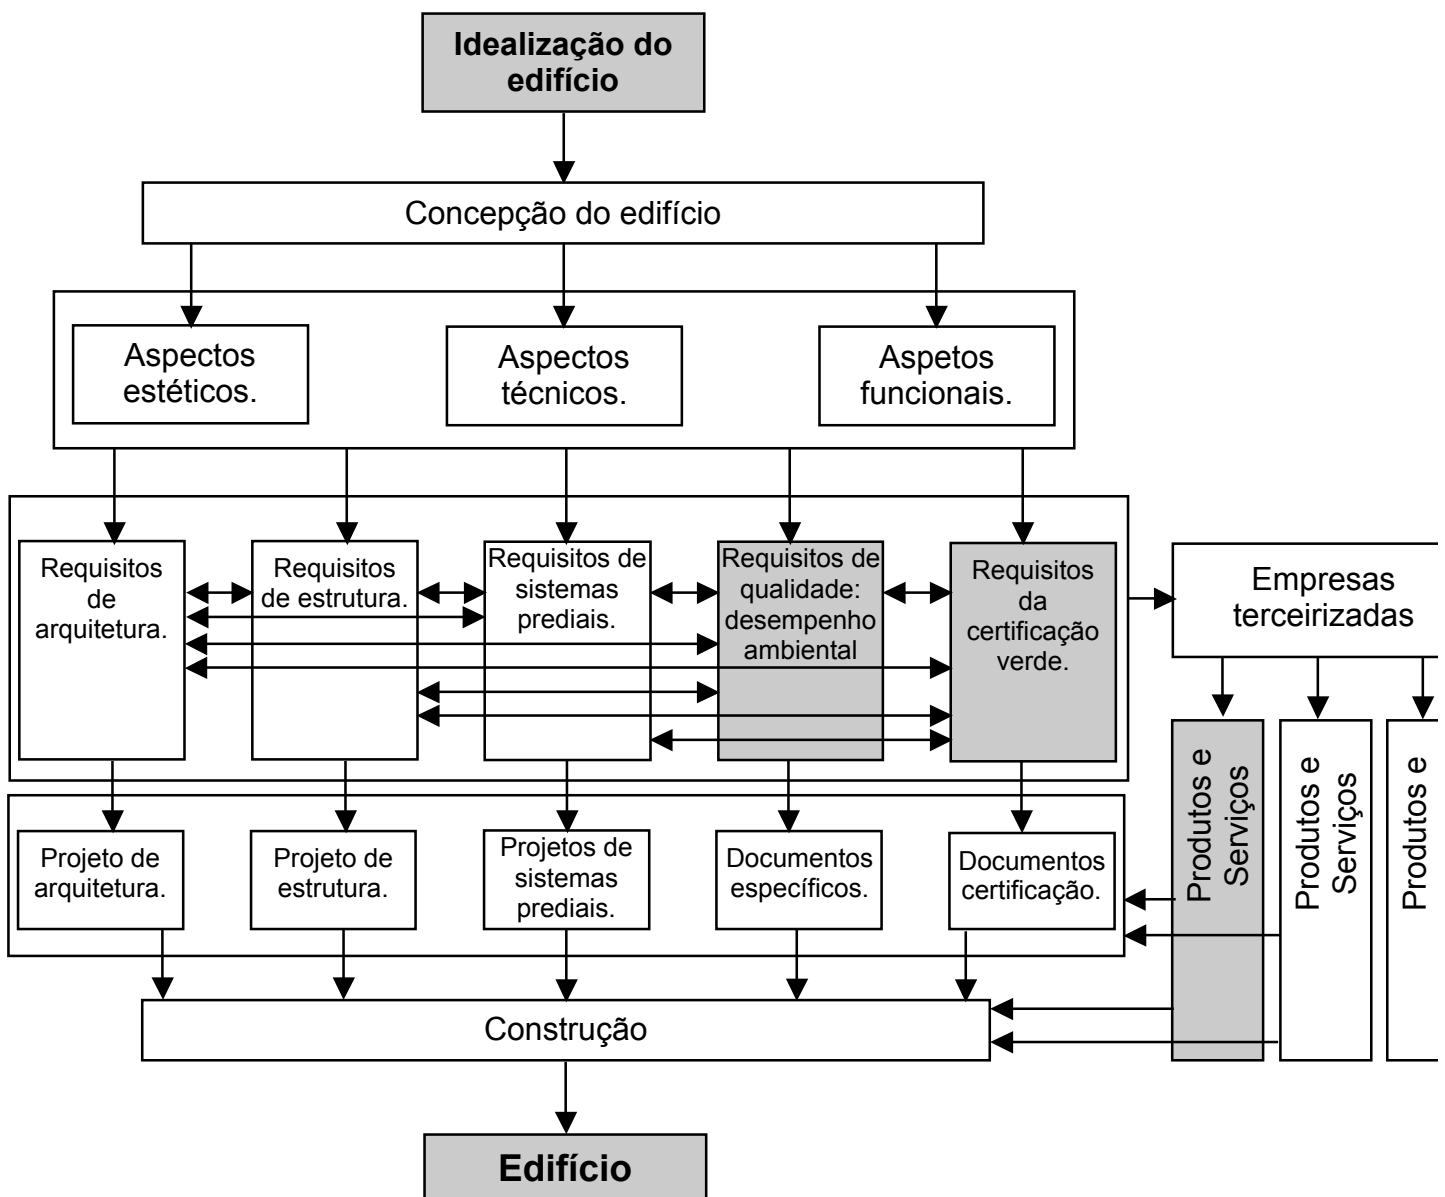 Idealização do
edifício
Concepção do edifício
Aspectos
estéticos.
Aspectos
técnicos.
Aspetos
funcionais.
Requisitos
de
arquitetura.
Requisitos
de estrutura.
Requisitos de
sistemas
prediais.
Requisitos de
qualidade:
desempenho
ambiental
Requisitos
da
certificação
verde.
Empresas
terceirizadas
Produtos e
Serviços
Produtos e
Serviços
Produtos e
Projeto de
arquitetura.
Projeto de
estrutura.
Projetos de
sistemas
prediais.
Documentos
específicos.
Documentos
certificação.
Construção
Edifício